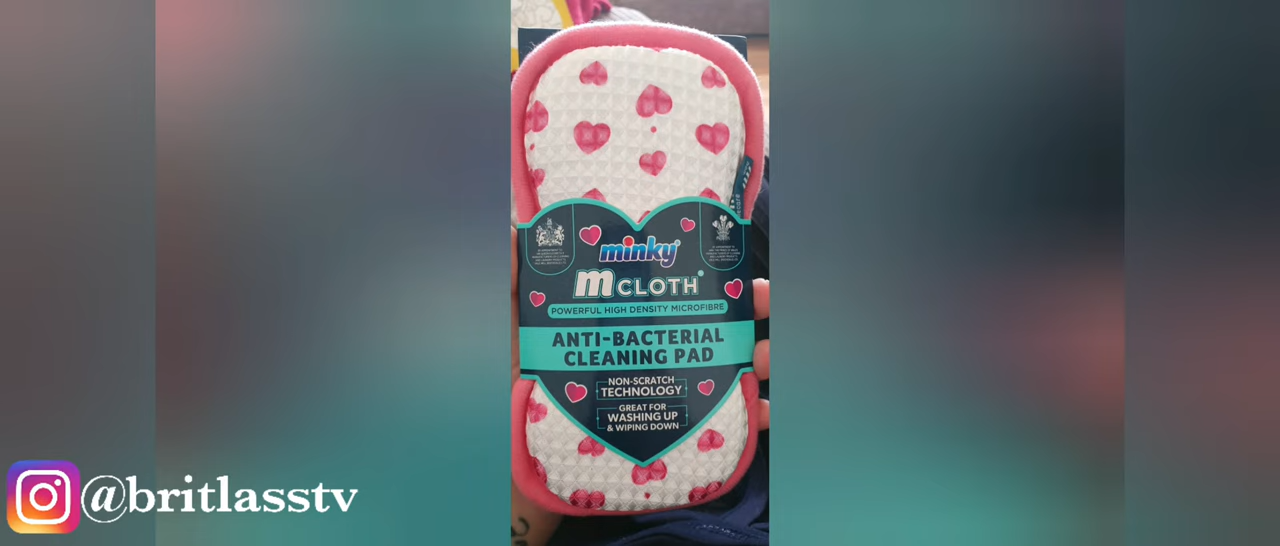 minky
m CLOTH
POWERFUL HIGH DENSITY MICROFIBRE
ANTI-BACTERIAL
CLEANING PAD
NON-SCRATCH
TECHNOLOGY
GREAT FOR
WASHING UP
& WIPING DOWN
@britlasstv